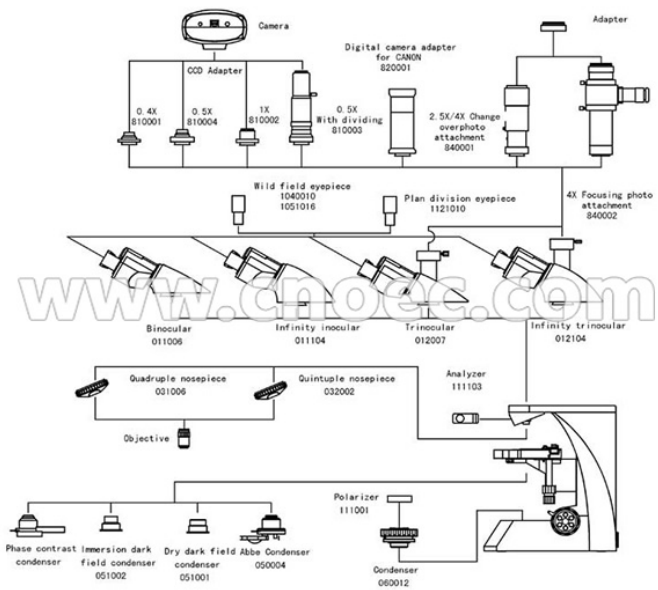 Camera
Adapter
Digital camera adapter
for CANON
820001
CCD Adapter
0.4X
810001
0.5X
810004
1X
810002
0.5X
With dividing
810003
2.5X/4X Change
overphoto
attachment
840001
Wild field eyepiece
1040010
1051016
Plan division eyepiece
1121010
4X Focusing photo
attachment
840002
www.cnoec.com
Binocular
011006
Infinity inocular
011104
Trinocular
012007
Infinity trinocular
012104
Quadruple nosepiece
031006
Quintuple nosepiece
032002
Analyzer
111103
Objective
Polarizer
111001
Phase contrast
condenser
Immersion dark
field condenser
051002
Dry dark field
condenser
051001
Abbe Condenser
050004
Condenser
060012